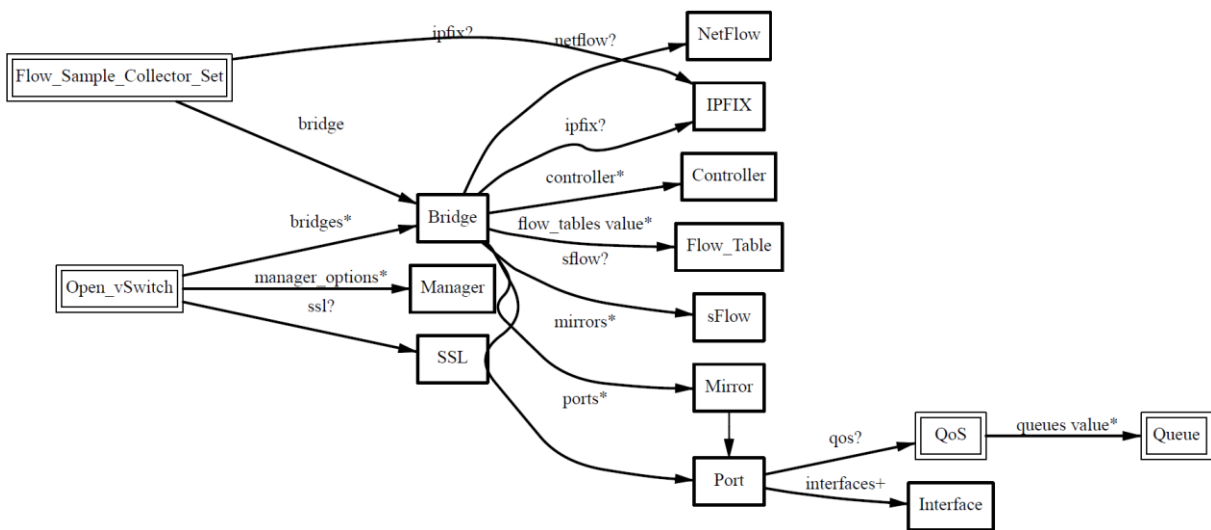 ipfix?
netflow?
NetFlow
Flow_Sample_Collector_Set
IPFIX
bridge
ipfix?
controller*
Controller
Bridge
bridges*
flow_tables value*
Flow_Table
sflow?
manager_options*
Open_vSwitch
Manager
ssl?
mirrors*
sFlow
SSL
Mirror
ports*
qos?
QoS
queues value*
Queue
Port
interfaces+
Interface